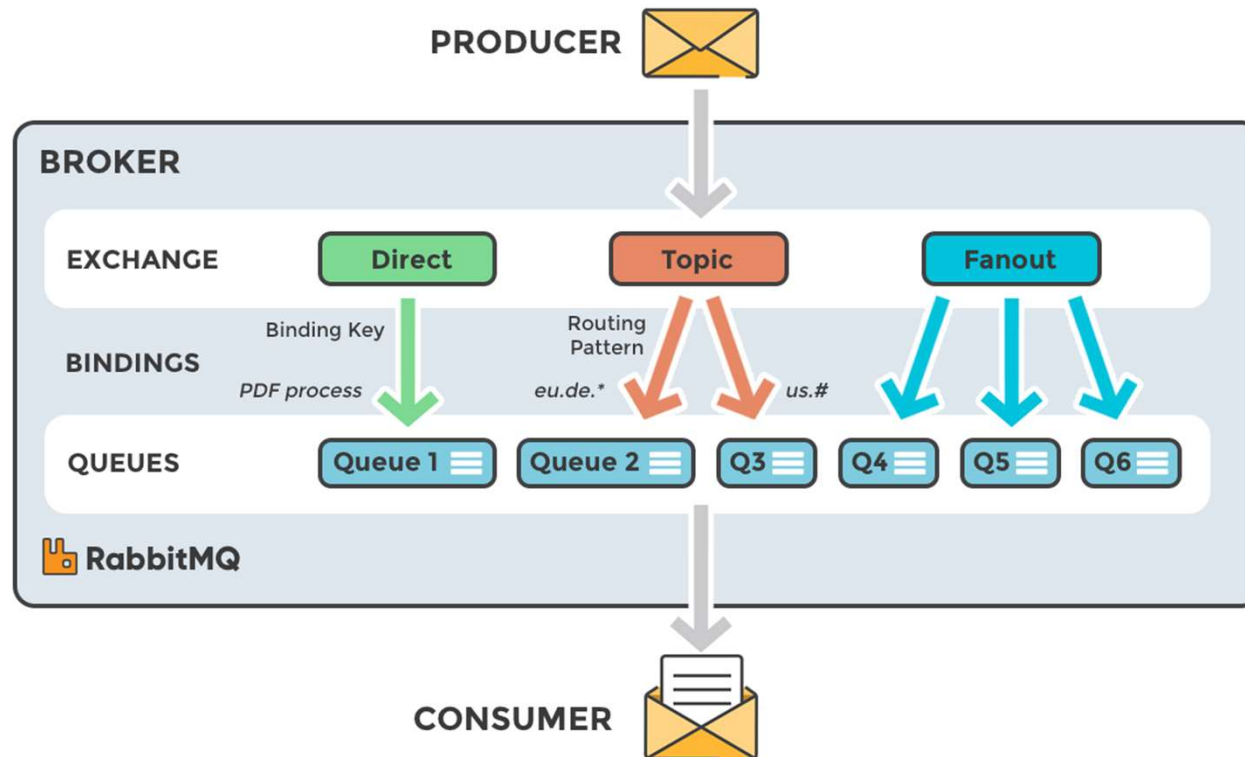 PRODUCER
BROKER
EXCHANGE
Direct
Topic
Fanout
Binding Key
Routing
Pattern
BINDINGS
PDF process
eu.de.*
us.#
QUEUES
Queue 1
Queue 2
Q3
Q4
Q5
Q6
RabbitMQ
CONSUMER